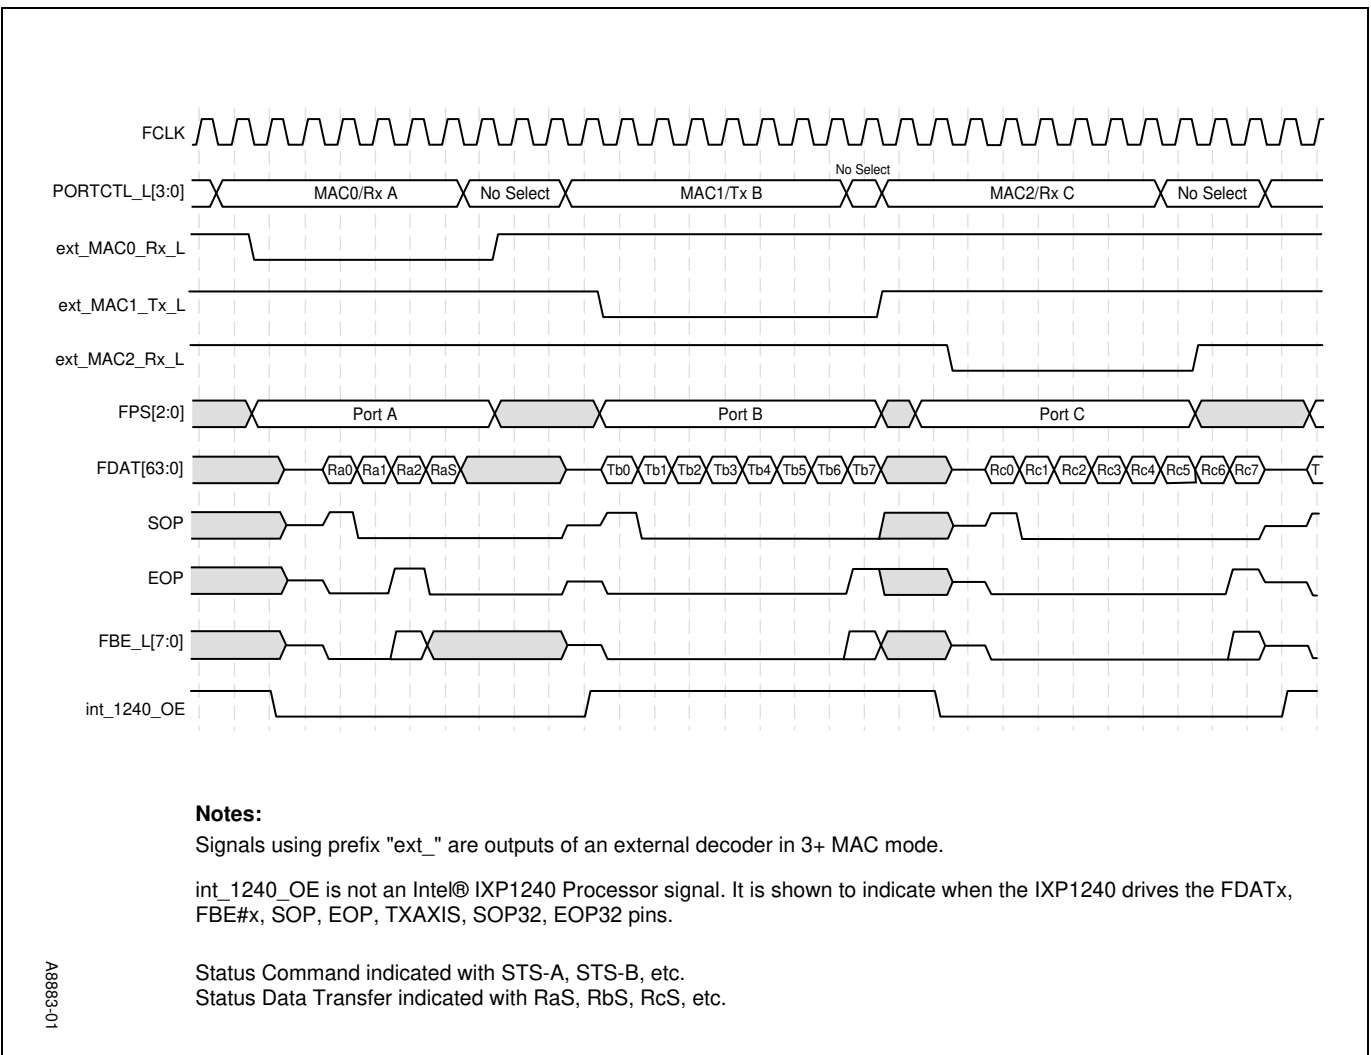 FCLK
No Select
PORTCTL_L[3:0] MAC0/Rx A No Select MAC1/Tx B MAC2/Rx C No Select
ext_MAC0_Rx_L
ext_MAC1_Tx_L
ext_MAC2_Rx_L
FPS[2:0] Port A Port B Port C
FDAT[63:0] Ra0 Ra1 Ra2 RaS Tb0 Tb1 Tb2 Tb3 Tb4 Tb5 Tb6 Tb7 Rc0 Rc1 Rc2 Rc3 Rc4 Rc5 Rc6 Rc7 T
SOP
EOP
FBE_L[7:0]
int_1240_OE
Notes:
Signals using prefix "ext_" are outputs of an external decoder in 3+ MAC mode.
int_1240_OE is not an Intel® IXP1240 Processor signal. It is shown to indicate when the IXP1240 drives the FDATx,
FBE#x, SOP, EOP, TXAXIS, SOP32, EOP32 pins.
Status Command indicated with STS-A, STS-B, etc.
Status Data Transfer indicated with RaS, RbS, RcS, etc.
A8883-01